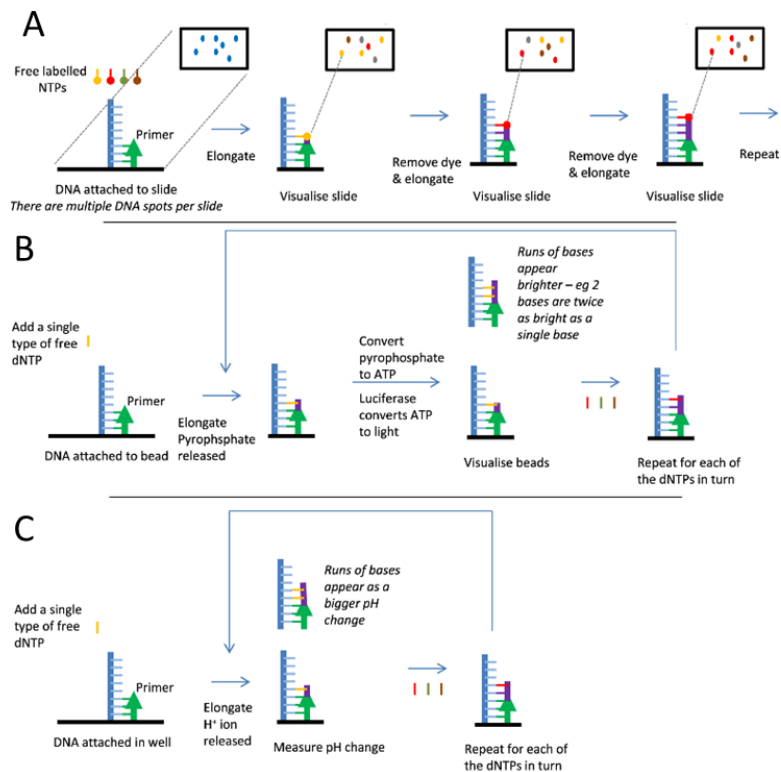 A
Free labelled
NTPs
Primer
DNA attached to slide
There are multiple DNA spots per slide
Elongate
Visualise slide
Remove dye
& elongate
Visualise slide
Remove dye
& elongate
Visualise slide
Repeat
B
Add a single
type of free
dNTP
Primer
DNA attached to bead
Elongate
Pyrophsphate
released
Convert
pyrophosphate
to ATP
Luciferase
converts ATP
to light
Runs of bases
appear
brighter – eg 2
bases are twice
as bright as a
single base
Visualise beads
Repeat for each of
the dNTPs in turn
C
Add a single
type of free
dNTP
Primer
DNA attached in well
Elongate
H⁺ ion
released
Runs of bases
appear as a
bigger pH
change
Measure pH change
Repeat for each of
the dNTPs in turn